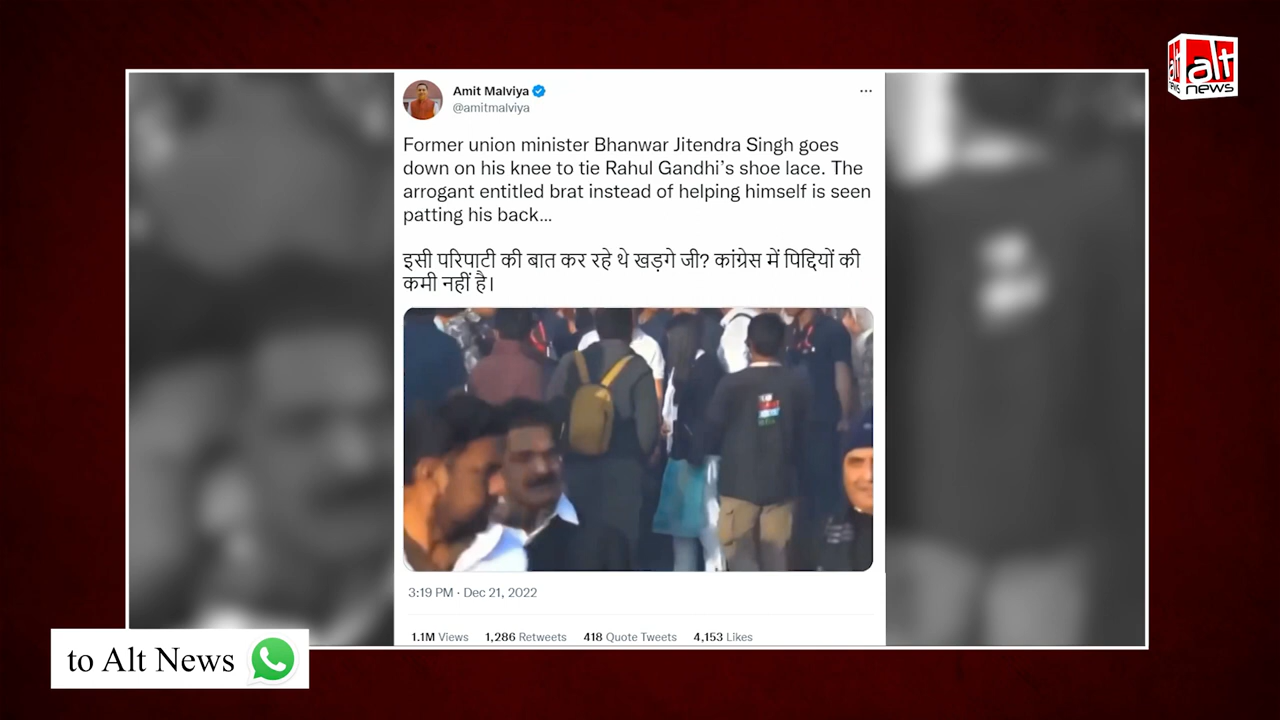 alt
news
Amit Malviya
@amitmalviya
Former union minister Bhanwar Jitendra Singh goes
down on his knee to tie Rahul Gandhi's shoe lace. The
arrogant entitled brat instead of helping himself is seen
patting his back...
इसी परिपाटी की बात कर रहे थे खड़गे जी? कांग्रेस में पिद्दियों की
कमी नहीं है।
3:19 PM · Dec 21, 2022
1.1M Views 1,286 Retweets 418 Quote Tweets 4,153 Likes
to Alt News